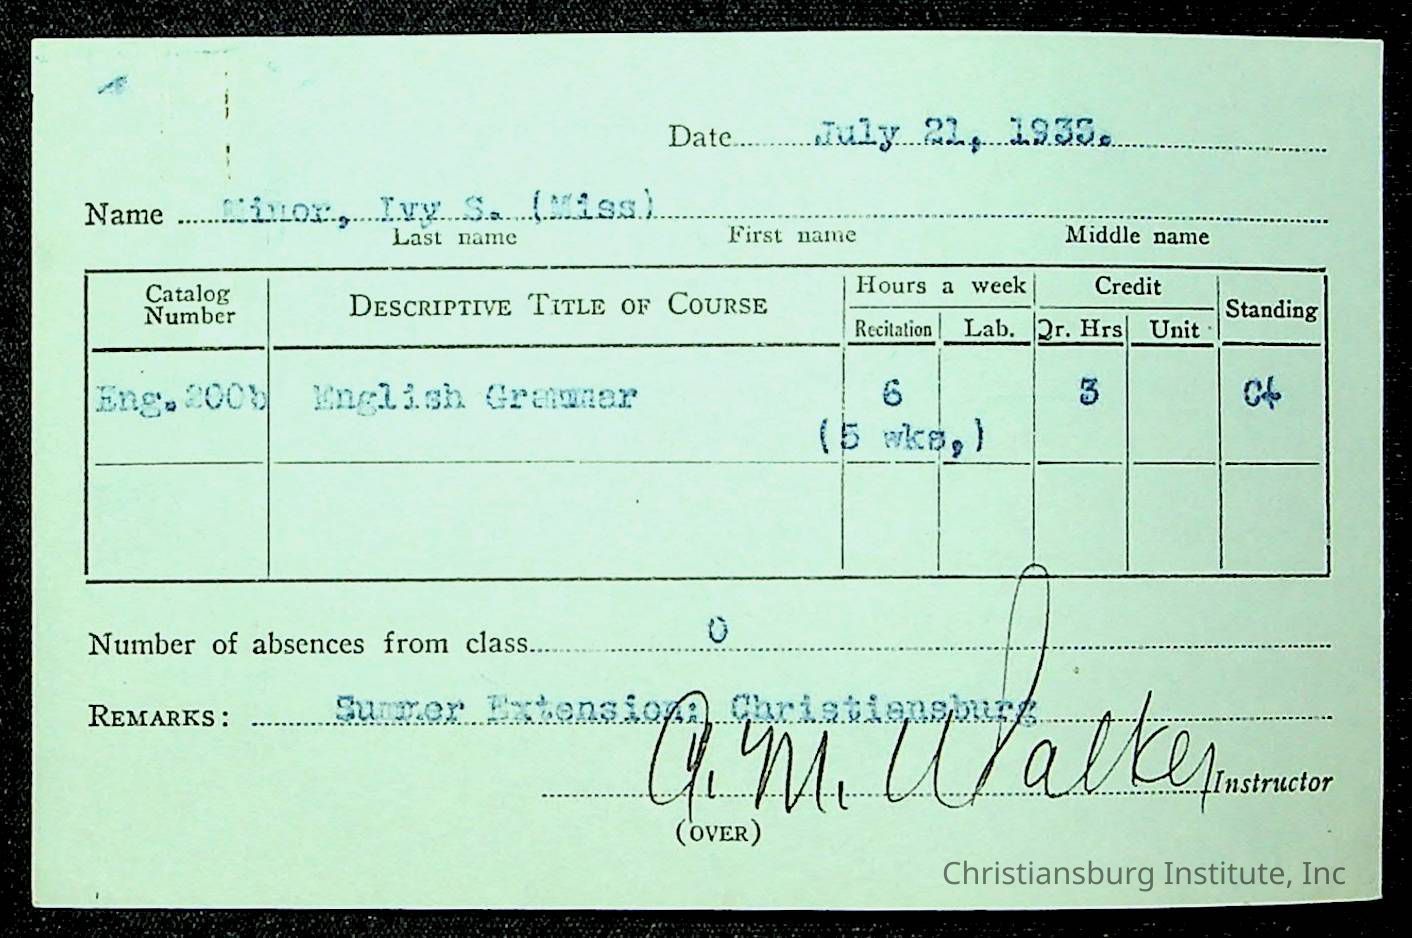 Date July 21, 1933.
Name Minor, Ivy S. (Miss)
Last name First name Middle name
Catalog Number DESCRIPTIVE TITLE OF COURSE Hours a week Credit Standing
Recitation Lab. Qr. Hrs Unit
Eng.200b English Grammar 6 3 C+
(5 wks,)
Number of absences from class 0
REMARKS: Summer Extension; Christiansburg
A. M. Walker Instructor
(OVER)
Christiansburg Institute, Inc